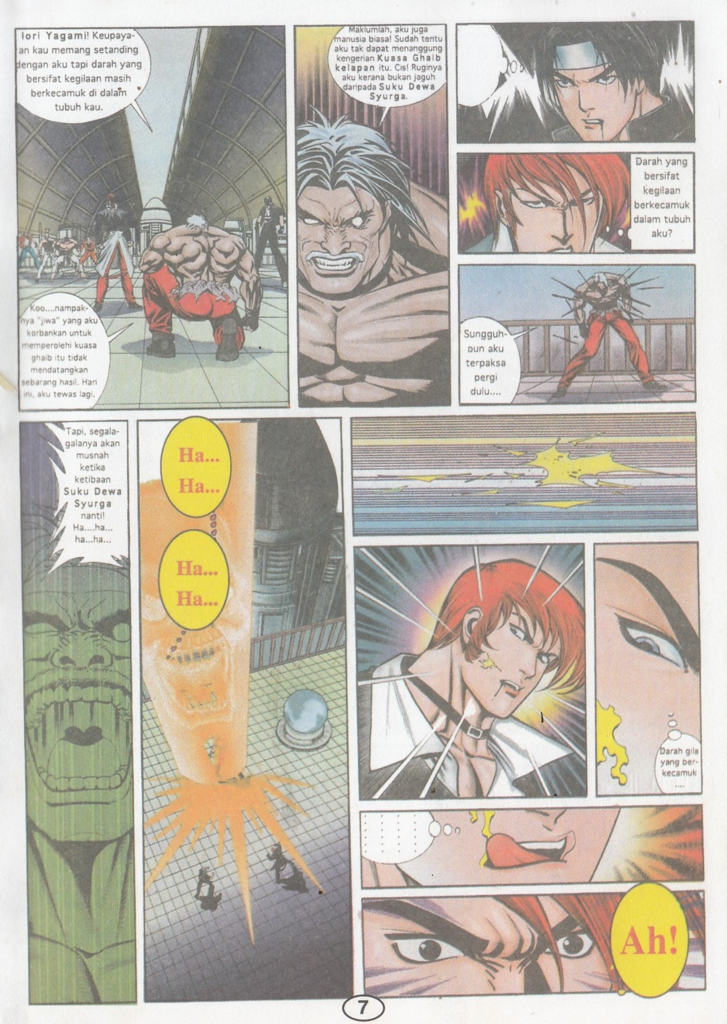 Iori Yagami! Keupaya-
an kau memang setanding
dengan aku tapi darah yang
bersifat kegilaan masih
berkecamuk di dalam
tubuh kau.
Koo....nampak-
nya "jiwa" yang aku
korbankan untuk
memperolehi kuasa
ghaib itu tidak
mendatangkan
sebarang hasil. Hari
ini, aku tewas lagi.
Maklumlah, aku juga
manusia biasa! Sudah tentu
aku tak dapat menanggung
kengerian Kuasa Ghaib
kelapan itu. Cis! Ruginya
aku kerana bukan jaguh
daripada Suku Dewa
Syurga.
Darah yang
bersifat
kegilaan
berkecamuk
dalam tubuh
aku?
Sungguh-
pun aku
terpaksa
pergi
dulu....
Tapi, segala-
galanya akan
musnah
ketika
ketibaan
Suku Dewa
Syurga
nanti!
Ha....ha...
ha...ha...
Ha...
Ha...
Ha...
Ha...
Darah gila
yang ber-
kecamuk
....
Ah!
7